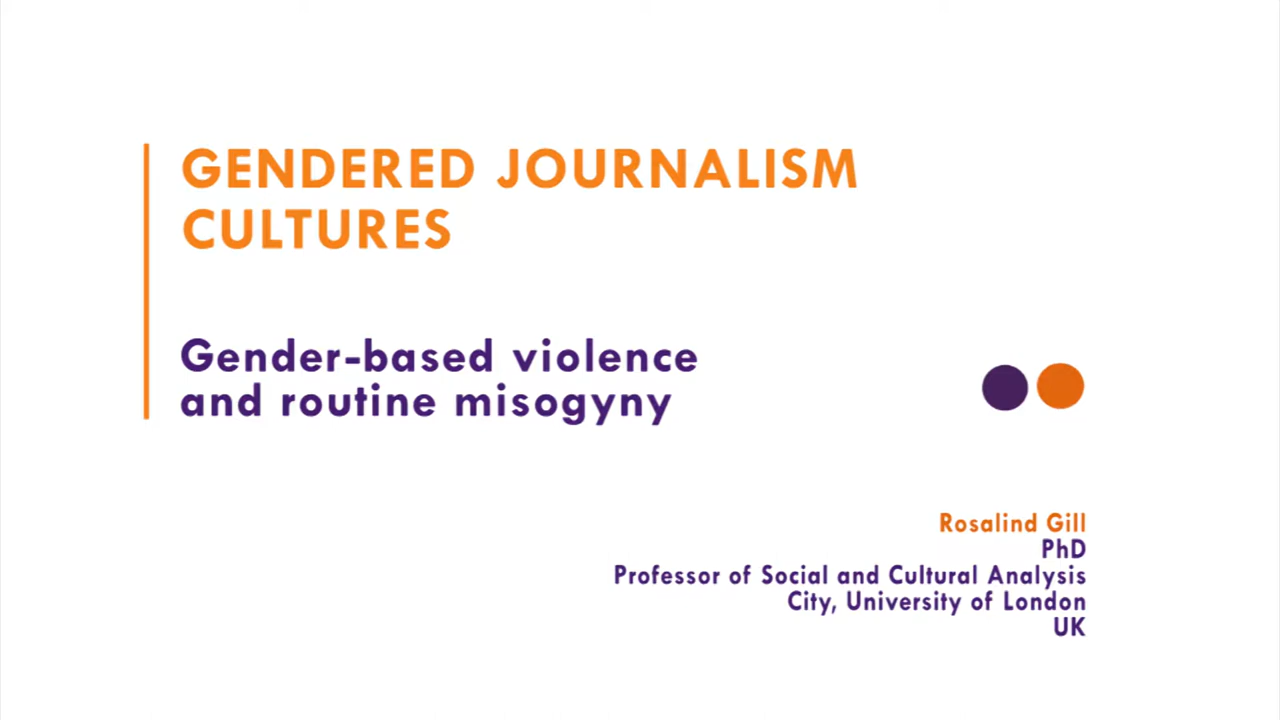 GENDERED JOURNALISM
CULTURES
Gender-based violence
and routine misogyny
Rosalind Gill
PhD
Professor of Social and Cultural Analysis
City, University of London
UK